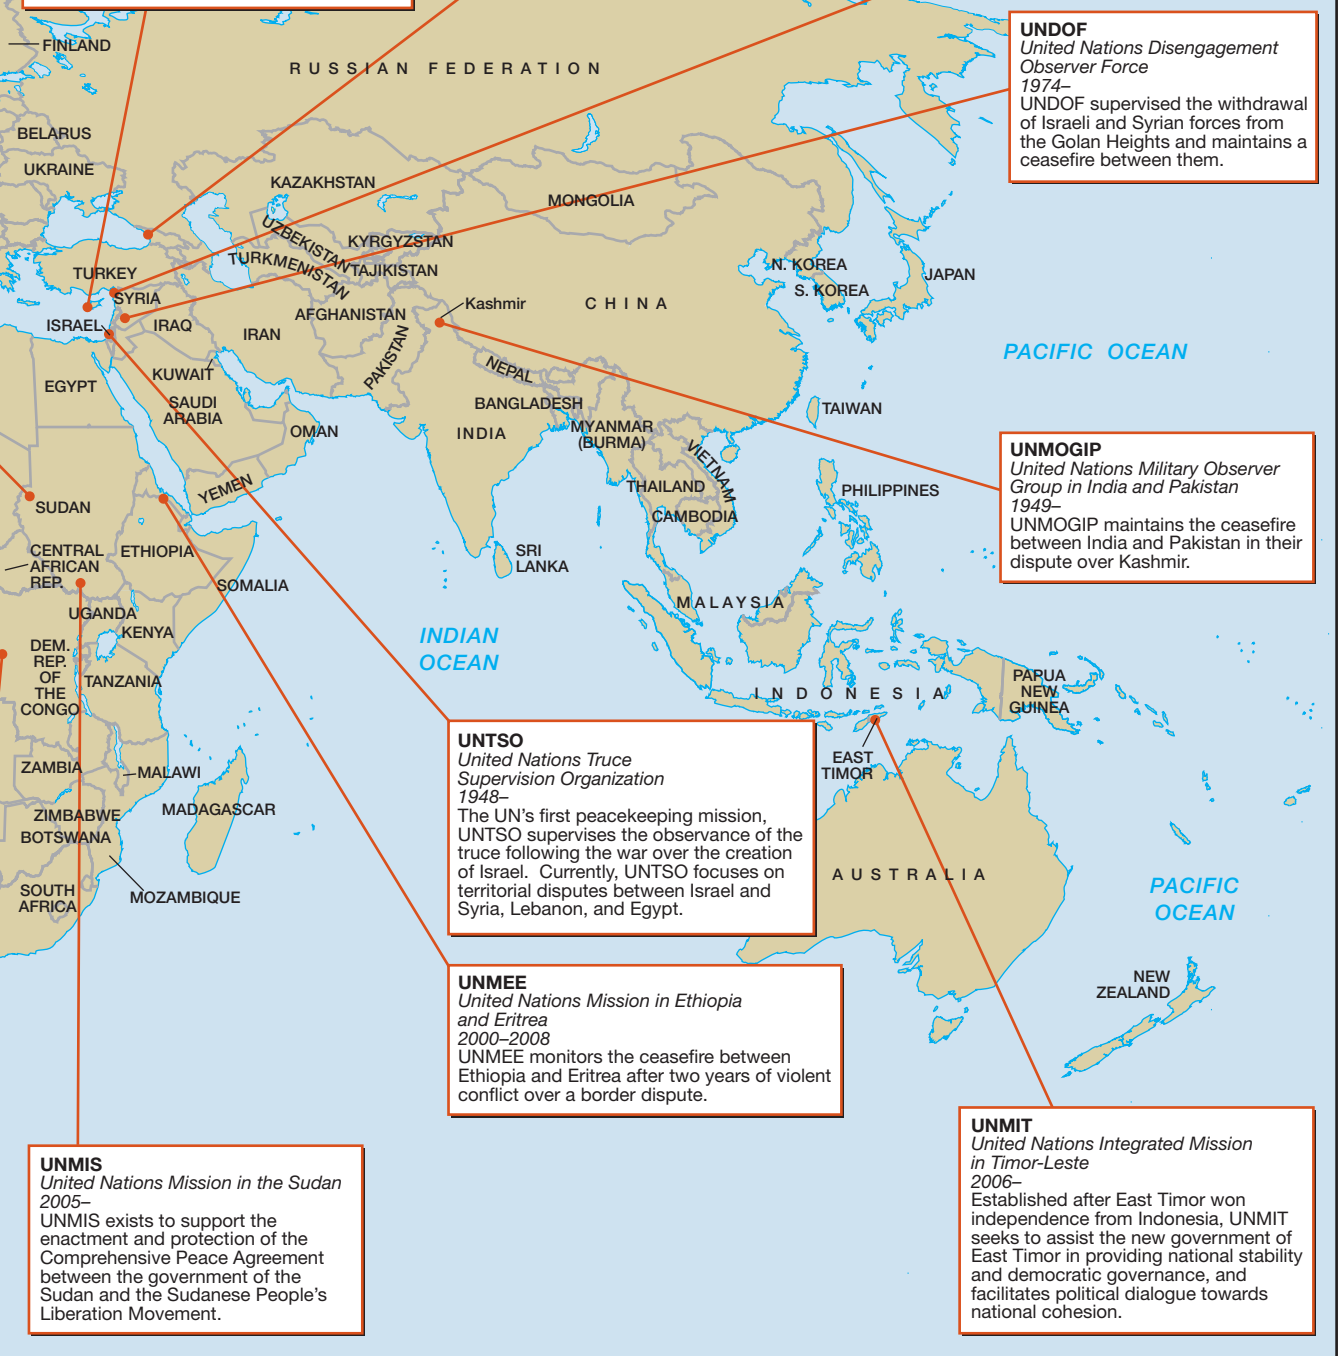 FINLAND
RUSSIAN FEDERATION
BELARUS
UKRAINE
KAZAKHSTAN
MONGOLIA
UZBEKISTAN
KYRGYZSTAN
TURKMENISTAN
TAJIKISTAN
TURKEY
SYRIA
ISRAEL
IRAQ
IRAN
AFGHANISTAN
PAKISTAN
Kashmir
CHINA
N. KOREA
S. KOREA
JAPAN
EGYPT
KUWAIT
SAUDI
ARABIA
OMAN
YEMEN
NEPAL
BANGLADESH
INDIA
MYANMAR
(BURMA)
TAIWAN
VIETNAM
THAILAND
CAMBODIA
PHILIPPINES
PACIFIC OCEAN
SUDAN
CENTRAL
AFRICAN
REP.
ETHIOPIA
SOMALIA
SRI
LANKA
UGANDA
KENYA
MALAYSIA
INDIAN
OCEAN
DEM.
REP.
OF
THE
CONGO
TANZANIA
INDONESIA
PAPUA
NEW
GUINEA
EAST
TIMOR
ZAMBIA
MALAWI
ZIMBABWE
MADAGASCAR
BOTSWANA
SOUTH
AFRICA
MOZAMBIQUE
AUSTRALIA
PACIFIC
OCEAN
NEW
ZEALAND
UNDOF
United Nations Disengagement
Observer Force
1974–
UNDOF supervised the withdrawal
of Israeli and Syrian forces from
the Golan Heights and maintains a
ceasefire between them.
UNMOGIP
United Nations Military Observer
Group in India and Pakistan
1949–
UNMOGIP maintains the ceasefire
between India and Pakistan in their
dispute over Kashmir.
UNTSO
United Nations Truce
Supervision Organization
1948–
The UN’s first peacekeeping mission,
UNTSO supervises the observance of the
truce following the war over the creation
of Israel. Currently, UNTSO focuses on
territorial disputes between Israel and
Syria, Lebanon, and Egypt.
UNMEE
United Nations Mission in Ethiopia
and Eritrea
2000–2008
UNMEE monitors the ceasefire between
Ethiopia and Eritrea after two years of violent
conflict over a border dispute.
UNMIS
United Nations Mission in the Sudan
2005–
UNMIS exists to support the
enactment and protection of the
Comprehensive Peace Agreement
between the government of the
Sudan and the Sudanese People’s
Liberation Movement.
UNMIT
United Nations Integrated Mission
in Timor-Leste
2006–
Established after East Timor won
independence from Indonesia, UNMIT
seeks to assist the new government of
East Timor in providing national stability
and democratic governance, and
facilitates political dialogue towards
national cohesion.